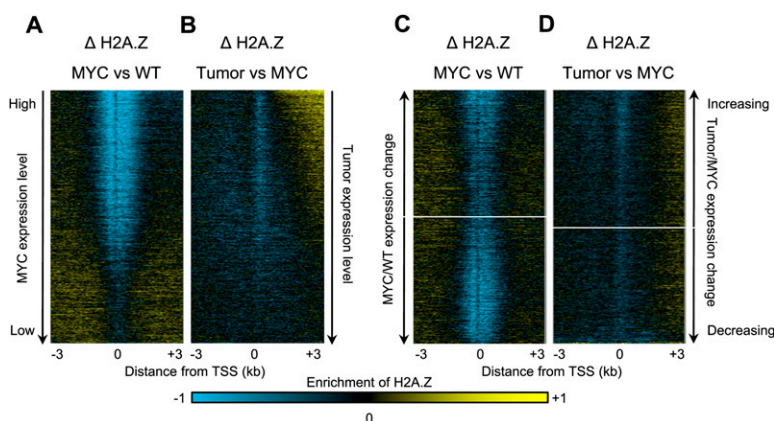 A
B
C
D
Δ H2A.Z
Δ H2A.Z
Δ H2A.Z
Δ H2A.Z
MYC vs WT
Tumor vs MYC
MYC vs WT
Tumor vs MYC
High
Low
MYC expression level
Tumor expression level
MYC/WT expression change
Increasing
Decreasing
Tumor/MYC expression change
-3 0 +3
-3 0 +3
-3 0 +3
-3 0 +3
Distance from TSS (kb)
Distance from TSS (kb)
Enrichment of H2A.Z
-1
+1
0